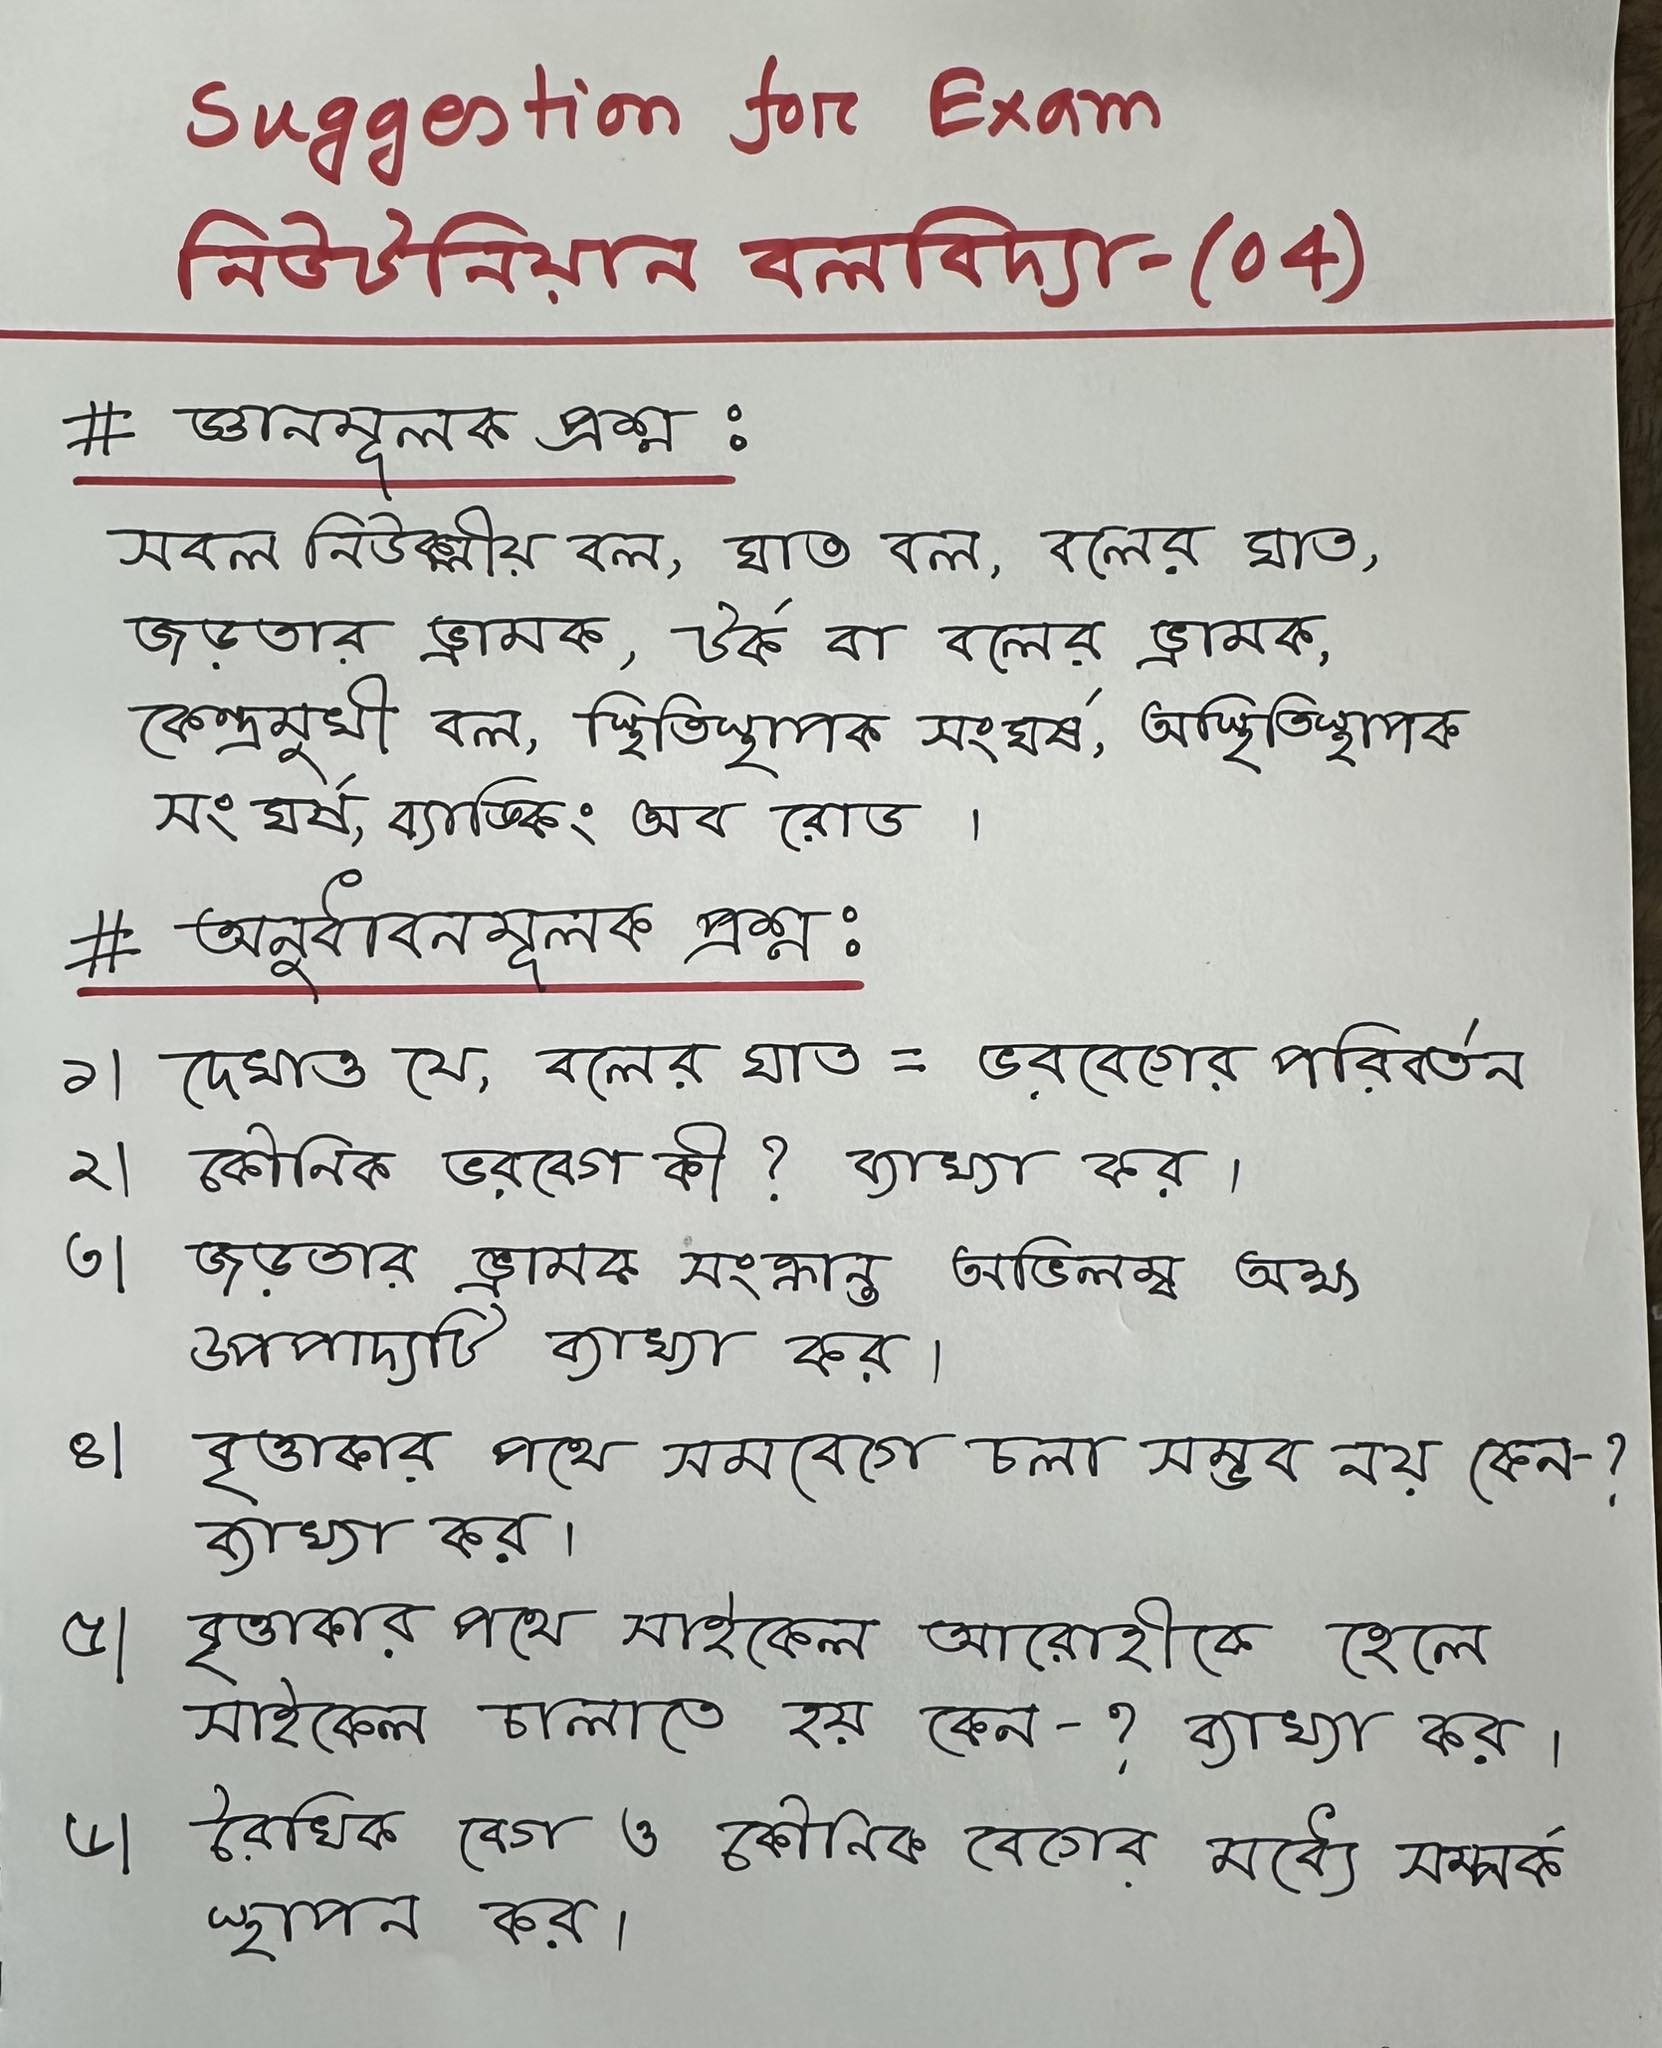 Suggestion for Exam
নিউটনিয়ান বলবিদ্যা-(04)
# জ্ঞানমূলক প্রশ্ন :
সবল নিউক্লীয় বল, ঘাত বল, বলের ঘাত,
জড়তার ভ্রামক, টর্ক বা বলের ভ্রামক,
কেন্দ্রমুখী বল, স্থিতিস্থাপক সংঘর্ষ, অস্থিতিস্থাপক
সংঘর্ষ, ব্যাঙ্কিং অব রোড ।
# অনুধাবনমূলক প্রশ্ন :
১। দেখাও যে, বলের ঘাত = ভরবেগের পরিবর্তন
২। কৌনিক ভরবেগ কী ? ব্যাখ্যা কর ।
৩। জড়তার ভ্রামক সংক্রান্ত অভিলম্ব অক্ষ
উপপাদ্যটি ব্যাখ্যা কর ।
৪। বৃত্তাকার পথে সমবেগে চলা সম্ভব নয় কেন-?
ব্যাখ্যা কর ।
৫। বৃত্তাকার পথে সাইকেল আরোহীকে হেলে
সাইকেল চালাতে হয় কেন-? ব্যাখ্যা কর ।
৬। রৈখিক বেগ ও কৌনিক বেগের মধ্যে সম্পর্ক
স্থাপন কর ।